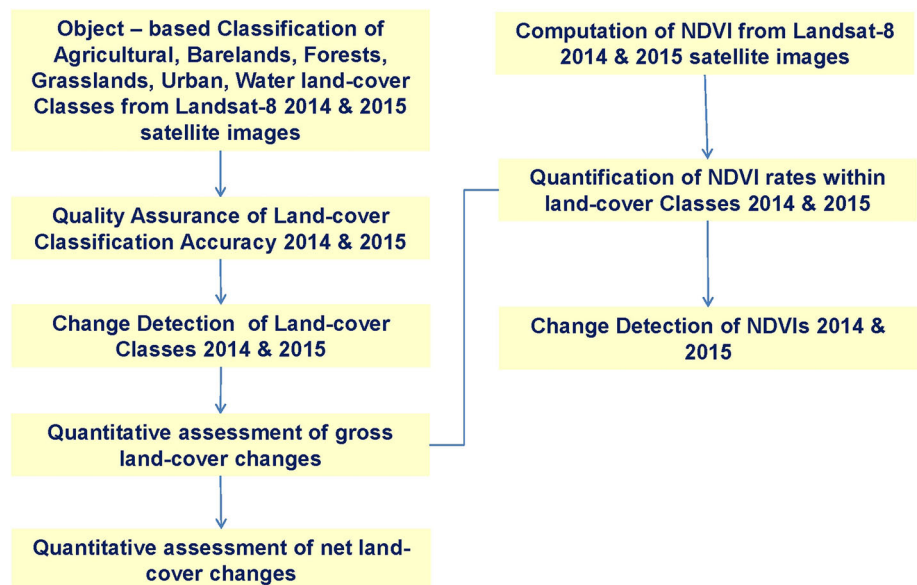 Object – based Classification of
Agricultural, Barelands, Forests,
Grasslands, Urban, Water land-cover
Classes from Landsat-8 2014 & 2015
satellite images
Quality Assurance of Land-cover
Classification Accuracy 2014 & 2015
Change Detection of Land-cover
Classes 2014 & 2015
Quantitative assessment of gross
land-cover changes
Quantitative assessment of net land-
cover changes
Computation of NDVI from Landsat-8
2014 & 2015 satellite images
Quantification of NDVI rates within
land-cover Classes 2014 & 2015
Change Detection of NDVIs 2014 &
2015